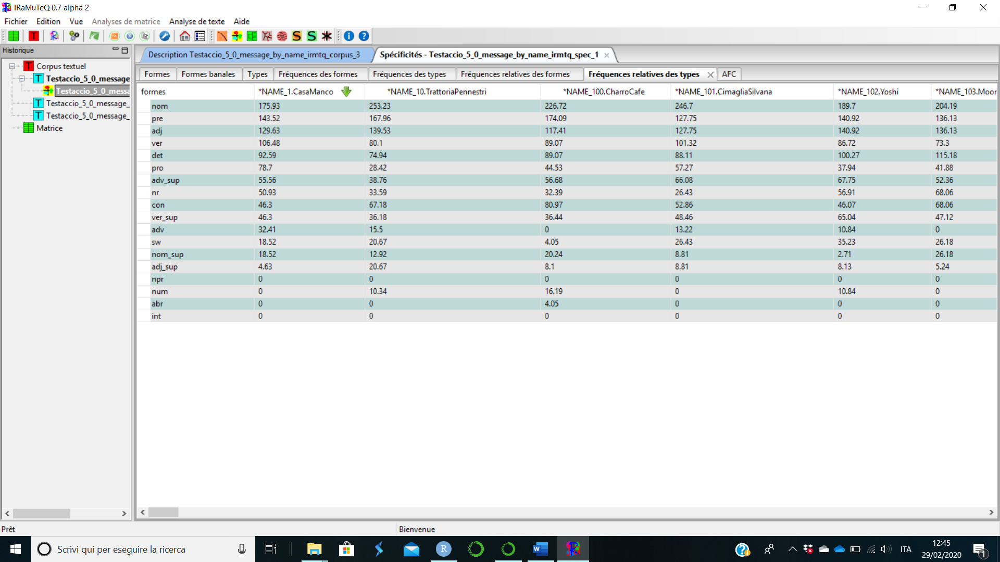 IRaMuTeQ 0.7 alpha 2
Fichier Edition Vue Analyses de matrice Analyse de texte Aide
Historique
Corpus textuel
Testaccio_5_0_message
Testaccio_5_0_messa
Testaccio_5_0_message_
Testaccio_5_0_message_
Matrice
Description Testaccio_5_0_message_by_name_irmtq_corpus_3 Spécificités - Testaccio_5_0_message_by_name_irmtq_spec_1
Formes Formes banales Types Fréquences des formes Fréquences des types Fréquences relatives des formes Fréquences relatives des types AFC
formes *NAME_1.CasaManco *NAME_10.TrattoriaPennestri *NAME_100.CharroCafe *NAME_101.CimagliaSilvana *NAME_102.Yoshi *NAME_103.Moor
nom 175.93 253.23 226.72 246.7 189.7 204.19
pre 143.52 167.96 174.09 127.75 140.92 136.13
adj 129.63 139.53 117.41 127.75 140.92 136.13
ver 106.48 80.1 89.07 101.32 86.72 73.3
det 92.59 74.94 89.07 88.11 100.27 115.18
pro 78.7 28.42 44.53 57.27 37.94 41.88
adv_sup 55.56 38.76 56.68 66.08 67.75 52.36
nr 50.93 33.59 32.39 26.43 56.91 68.06
con 46.3 67.18 80.97 52.86 46.07 68.06
ver_sup 46.3 36.18 36.44 48.46 65.04 47.12
adv 32.41 15.5 0 13.22 10.84 0
sw 18.52 20.67 4.05 26.43 35.23 26.18
nom_sup 18.52 12.92 20.24 8.81 2.71 26.18
adj_sup 4.63 20.67 8.1 8.81 8.13 5.24
npr 0 0 0 0 0 0
num 0 10.34 16.19 0 10.84 0
abr 0 0 4.05 0 0 0
int 0 0 0 0 0 0
Prêt Bienvenue
Scrivi qui per eseguire la ricerca
ITA
12:45
29/02/2020
1